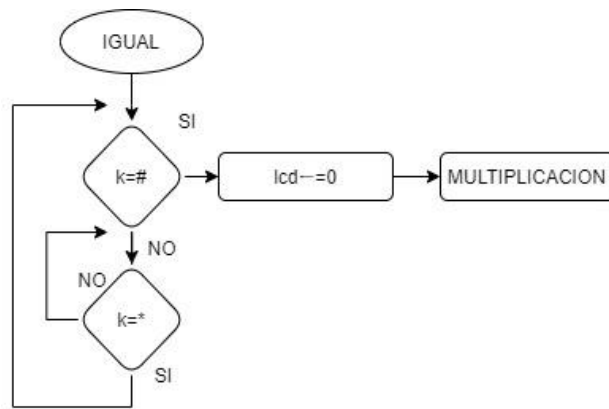 IGUAL
SI
k=#
lcd←=0
MULTIPLICACION
NO
NO
k=*
SI